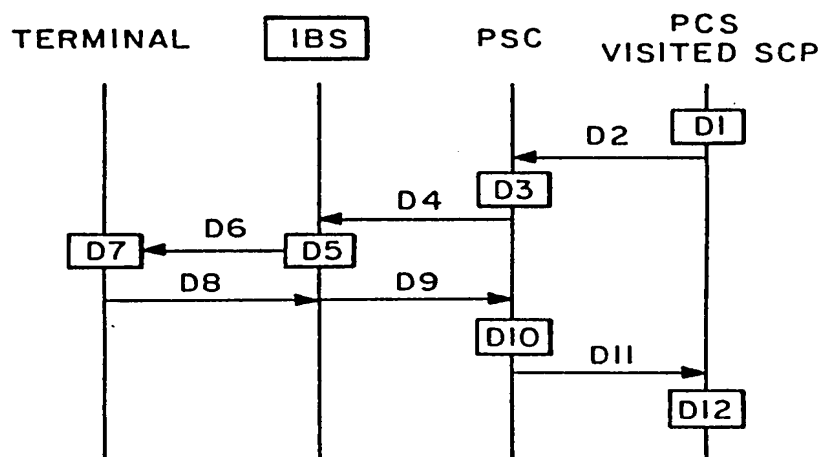 TERMINAL
IBS
PSC
PCS
VISITED SCP
D1
D2
D3
D4
D5
D6
D7
D8
D9
D10
D11
D12